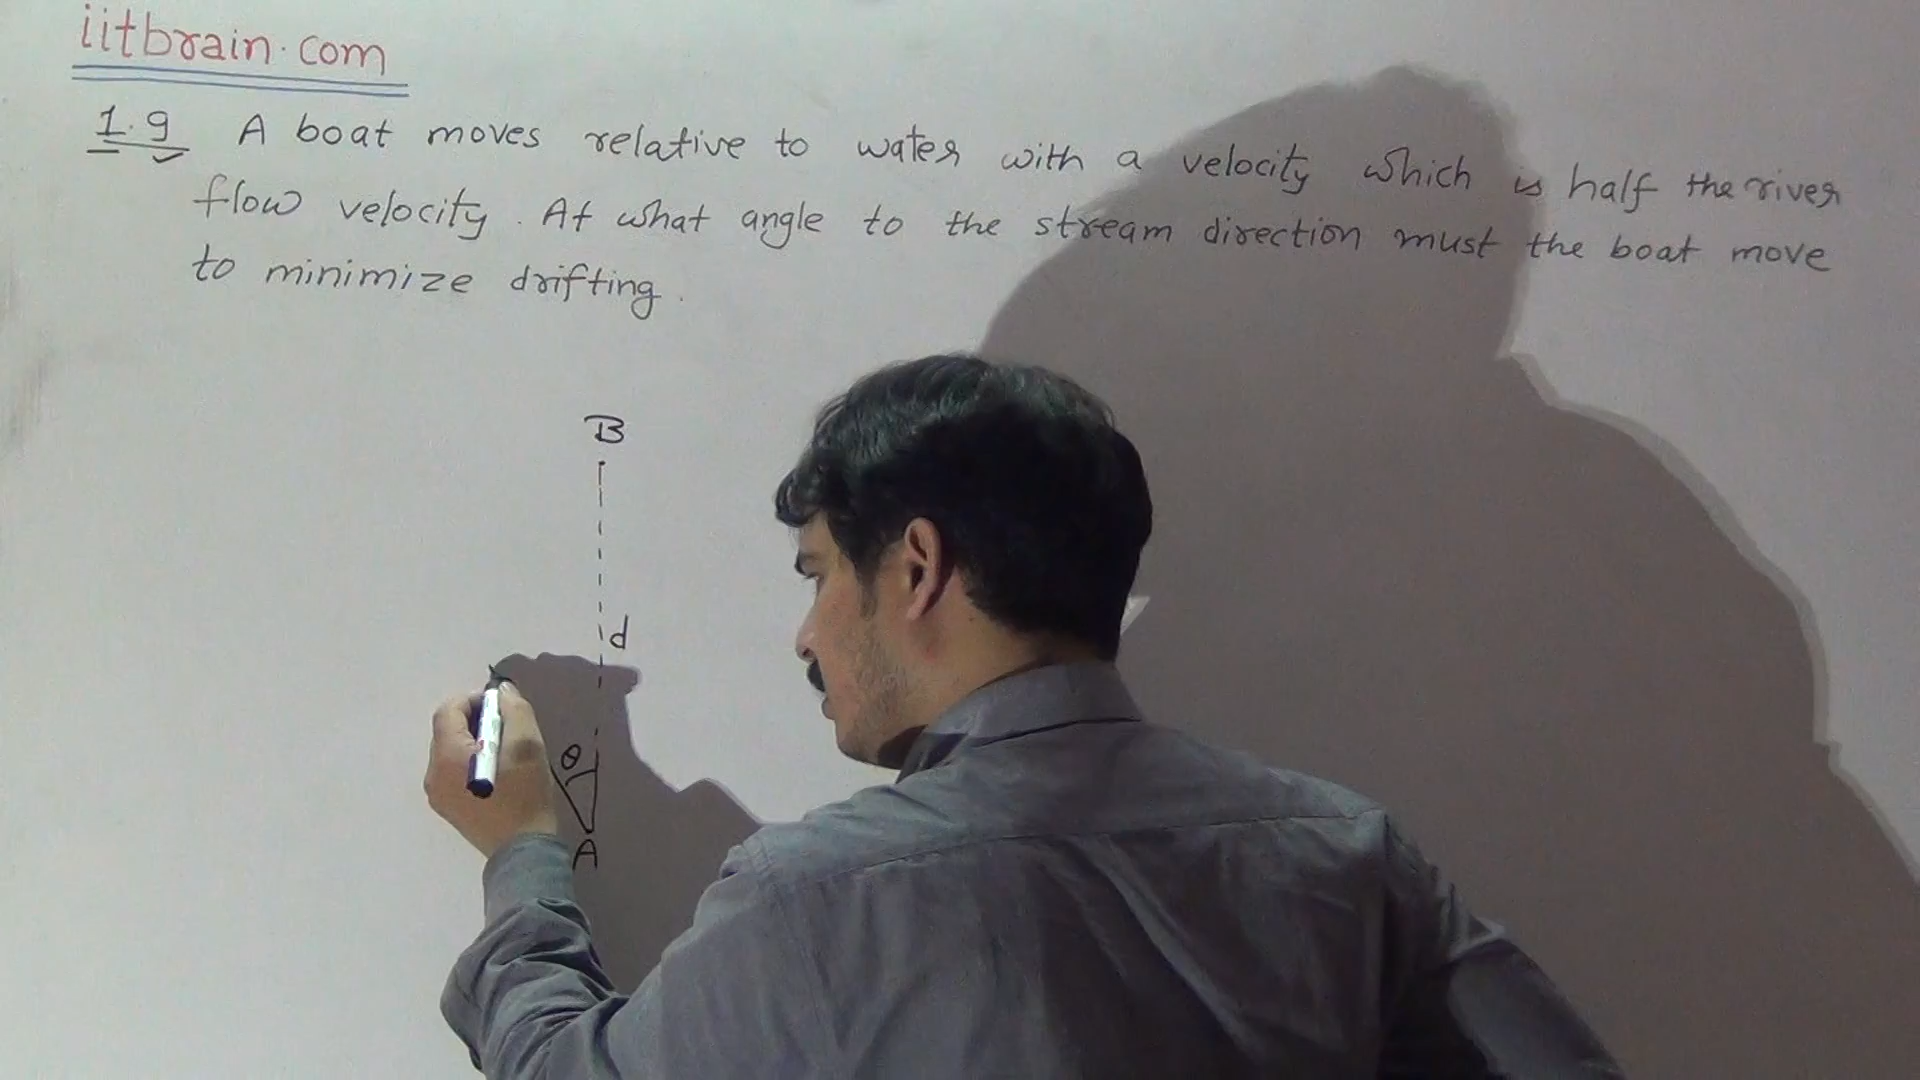 iitbrain.com
1.9 A boat moves relative to water with a velocity which is half the river
flow velocity. At what angle to the stream direction must the boat move
to minimize drifting.
B
d
θ
A